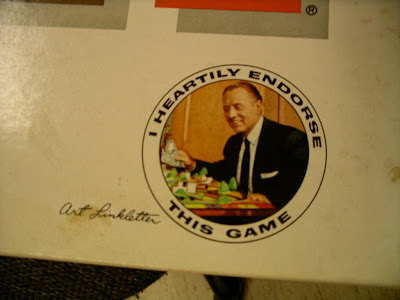 ®
I HEARTILY ENDORSE
THIS GAME
Art Linkletter